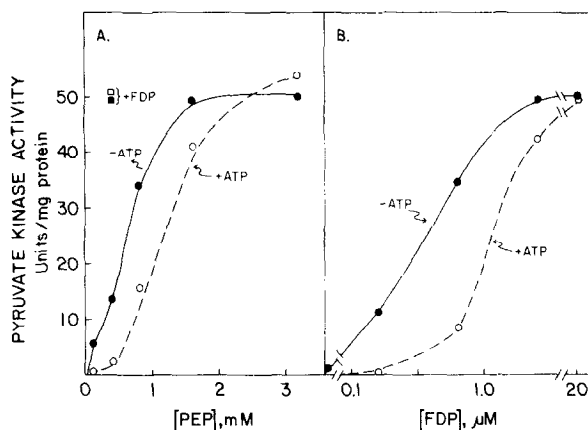 A.
B.
PYRUVATE KINASE ACTIVITY
Units/mg protein
50
40
30
20
10
} +FDP
-ATP
+ATP
-ATP
+ATP
0 1 2 3
0.1 1.0 20
[PEP], mM
[FDP], μM